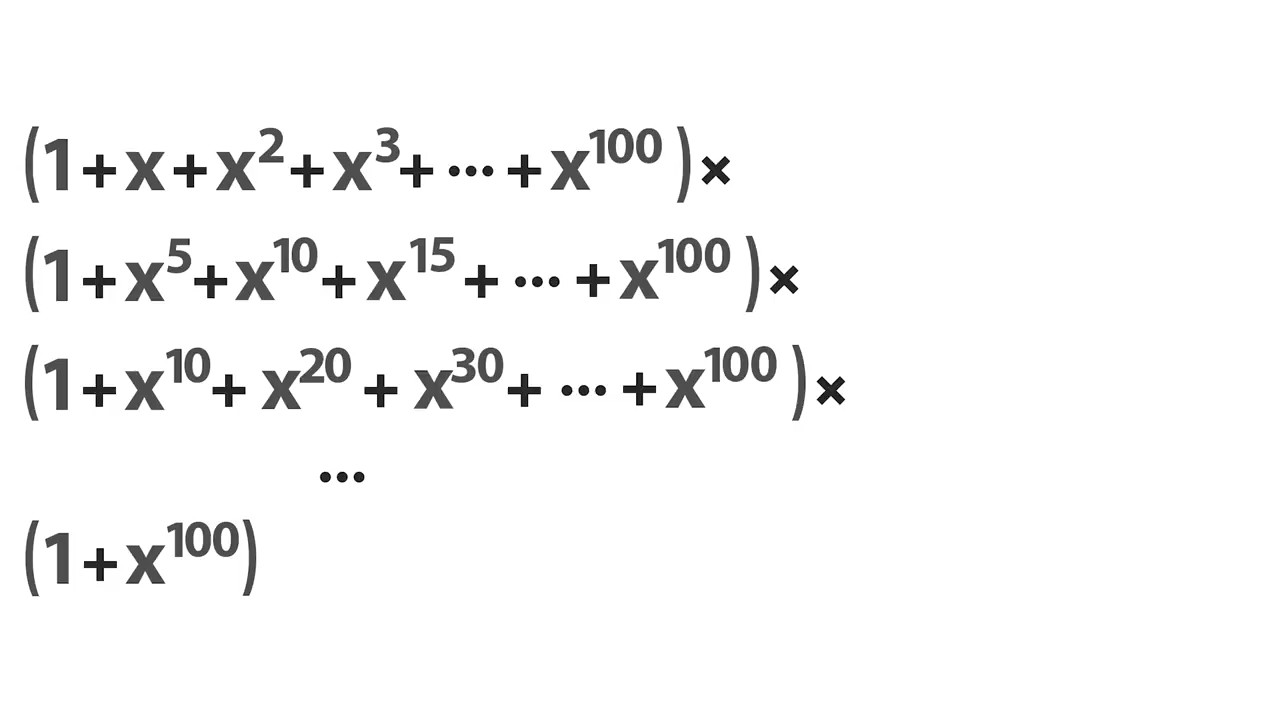 (1+x+x²+x³+ ··· +x¹⁰⁰)×
(1+x⁵+x¹⁰+x¹⁵+ ··· +x¹⁰⁰)×
(1+x¹⁰+x²⁰+x³⁰+ ··· +x¹⁰⁰)×
···
(1+x¹⁰⁰)